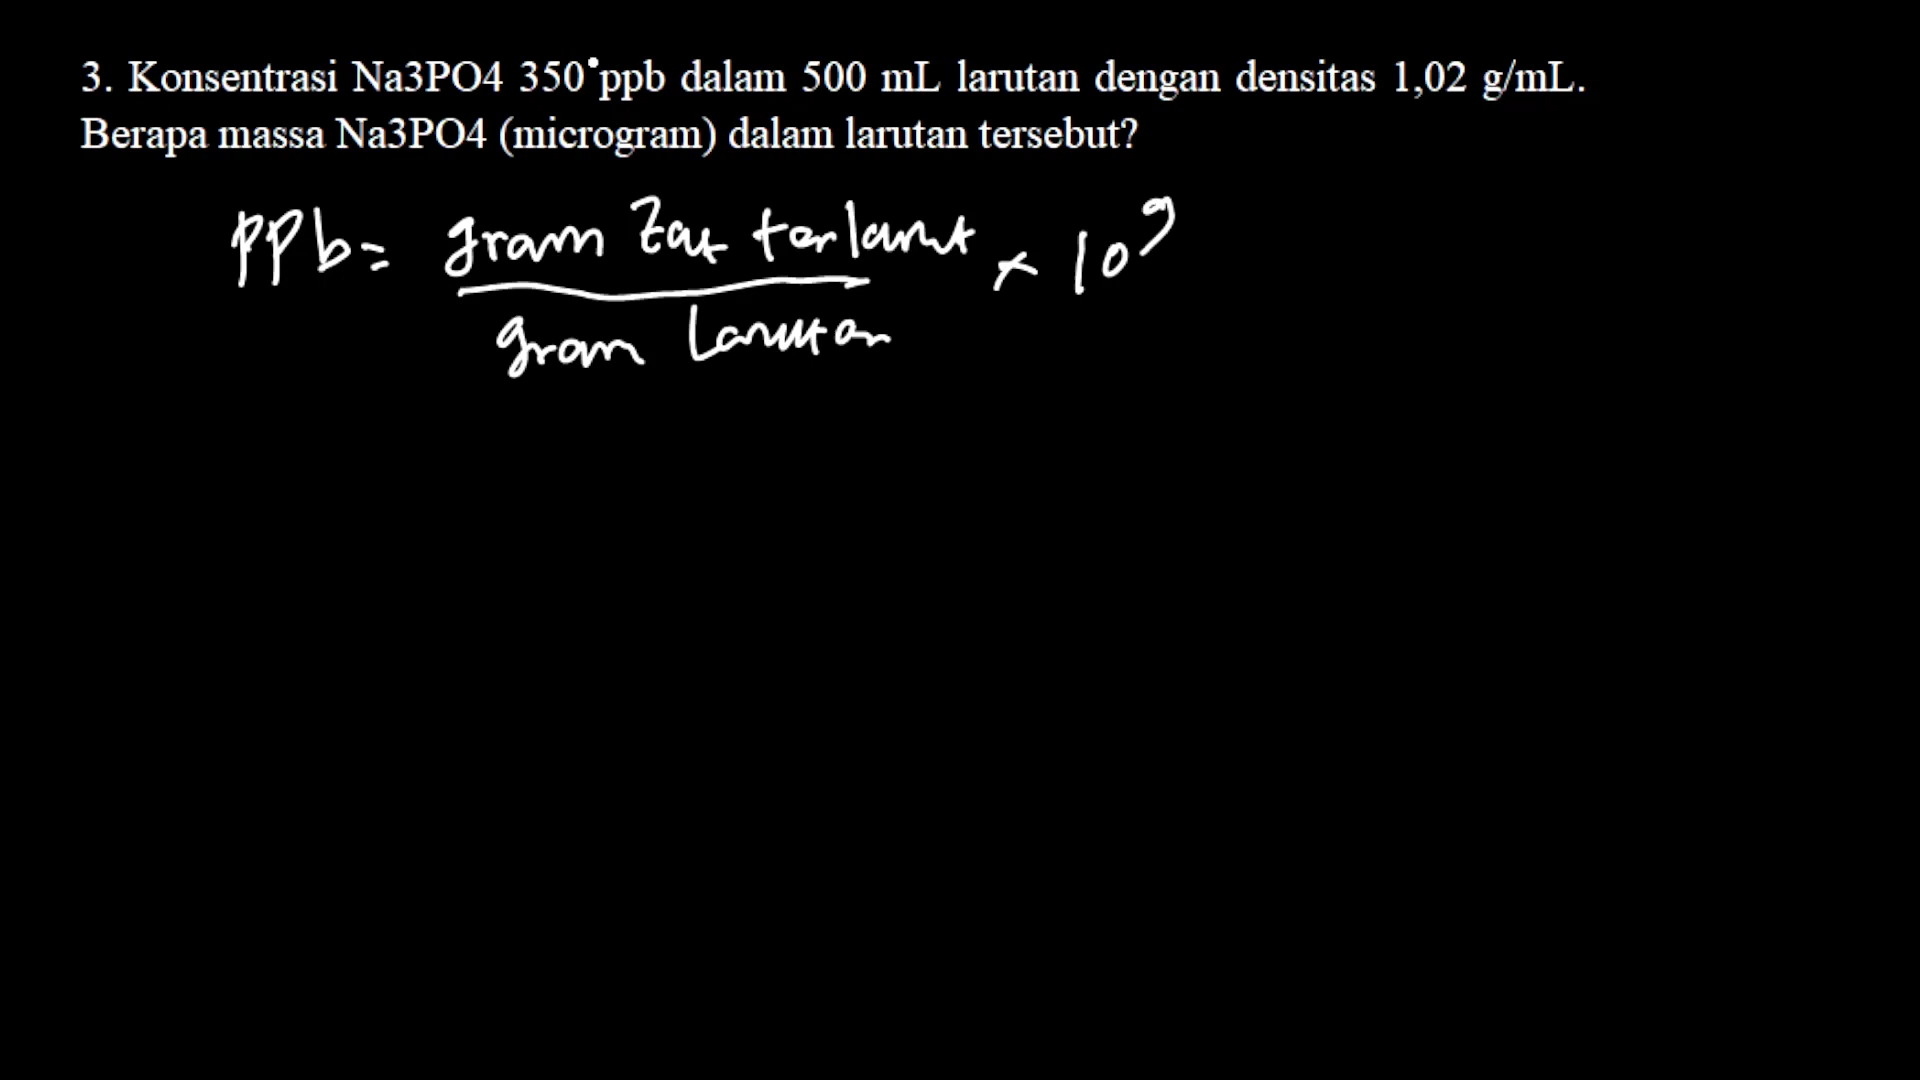 3. Konsentrasi Na3PO4 350 ppb dalam 500 mL larutan dengan densitas 1,02 g/mL.
Berapa massa Na3PO4 (microgram) dalam larutan tersebut?
ppb = gram zat terlarut × 10⁹
gram Larutan